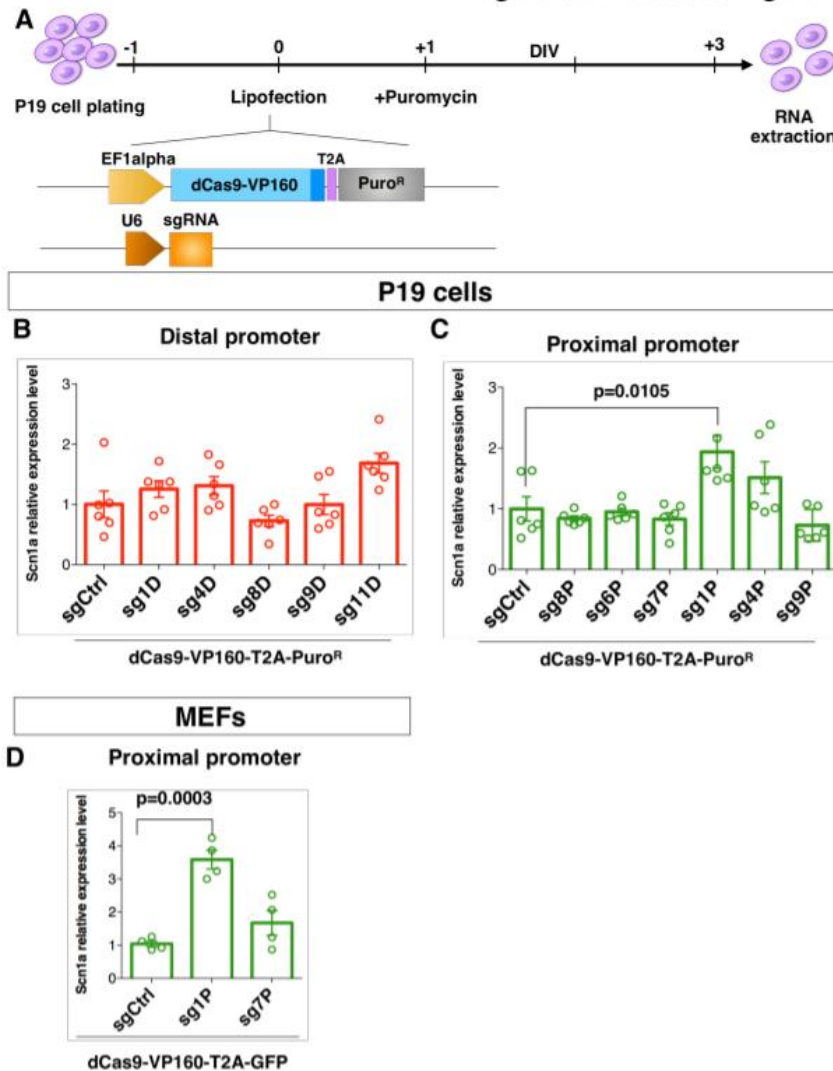 A
-1 0 +1 DIV +3
P19 cell plating
Lipofection +Puromycin
RNA
extraction
EF1alpha T2A
dCas9-VP160 Puroᴿ
U6 sgRNA
P19 cells
B
Distal promoter
Scn1a relative expression level
3
2
1
0
sgCtrl sg1D sg4D sg8D sg9D sg11D
dCas9-VP160-T2A-Puroᴿ
C
Proximal promoter
Scn1a relative expression level
p=0.0105
3
2
1
0
sgCtrl sg8P sg6P sg7P sg1P sg4P sg9P
dCas9-VP160-T2A-Puroᴿ
MEFs
D
Proximal promoter
Scn1a relative expression level
p=0.0003
5
4
3
2
1
0
sgCtrl sg1P sg7P
dCas9-VP160-T2A-GFP